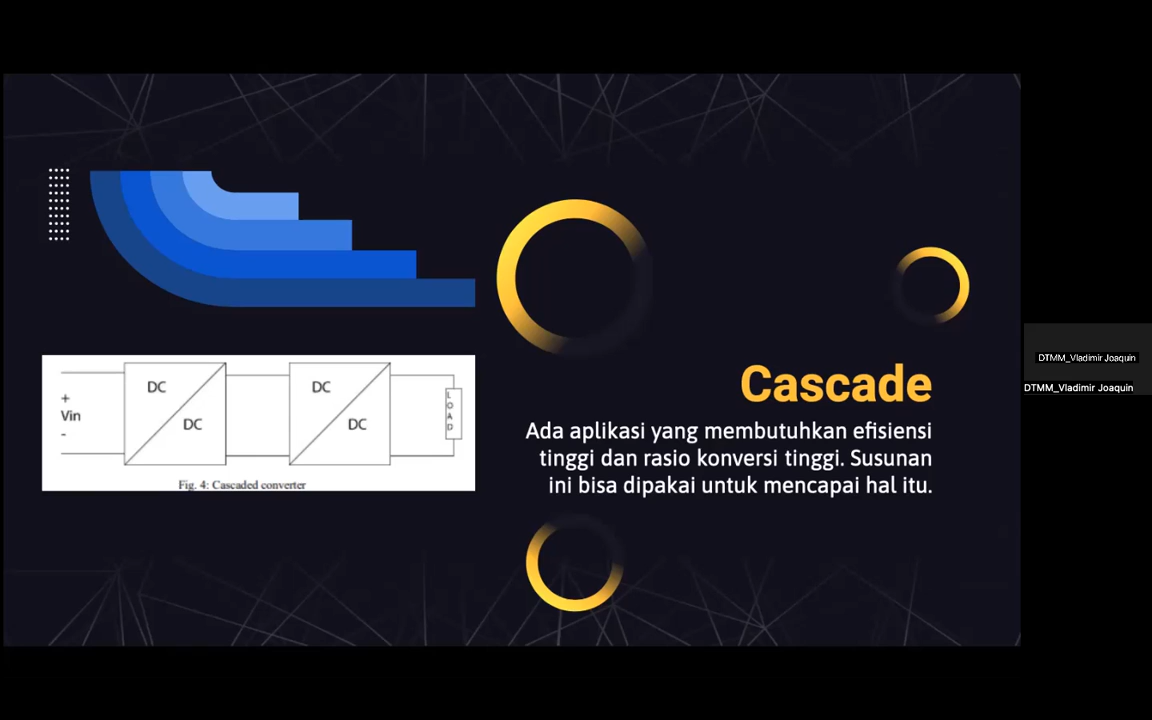 DC
DC
+
Vin
-
DC
DC
LOAD
Fig. 4: Cascaded converter
Cascade
Ada aplikasi yang membutuhkan efisiensi
tinggi dan rasio konversi tinggi. Susunan
ini bisa dipakai untuk mencapai hal itu.
DTMM_Vladimir Joaquin
DTMM_Vladimir Joaquin